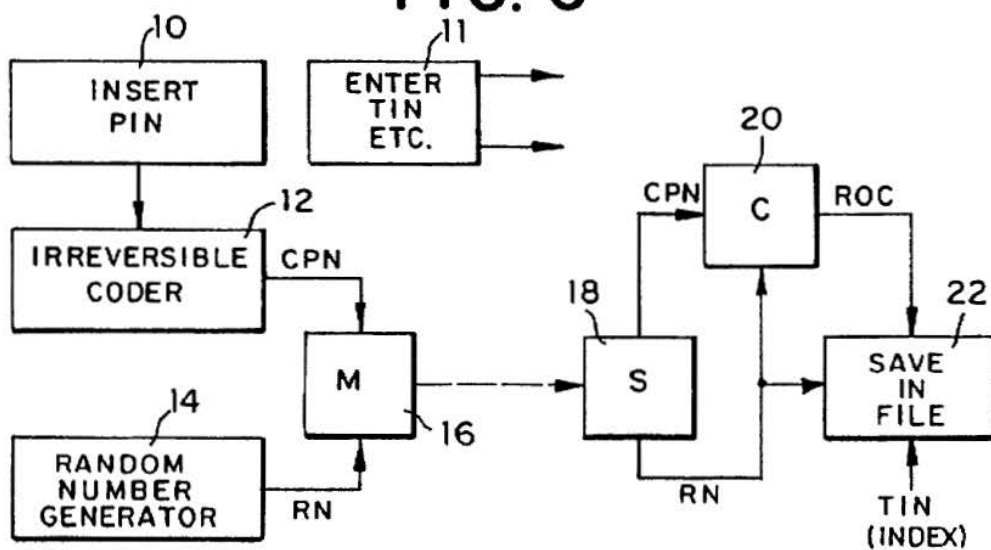 10
INSERT
PIN
11
ENTER
TIN
ETC.
12
IRREVERSIBLE
CODER
CPN
14
RANDOM
NUMBER
GENERATOR
RN
M
16
18
S
CPN
RN
20
C
ROC
22
SAVE
IN
FILE
TIN
(INDEX)